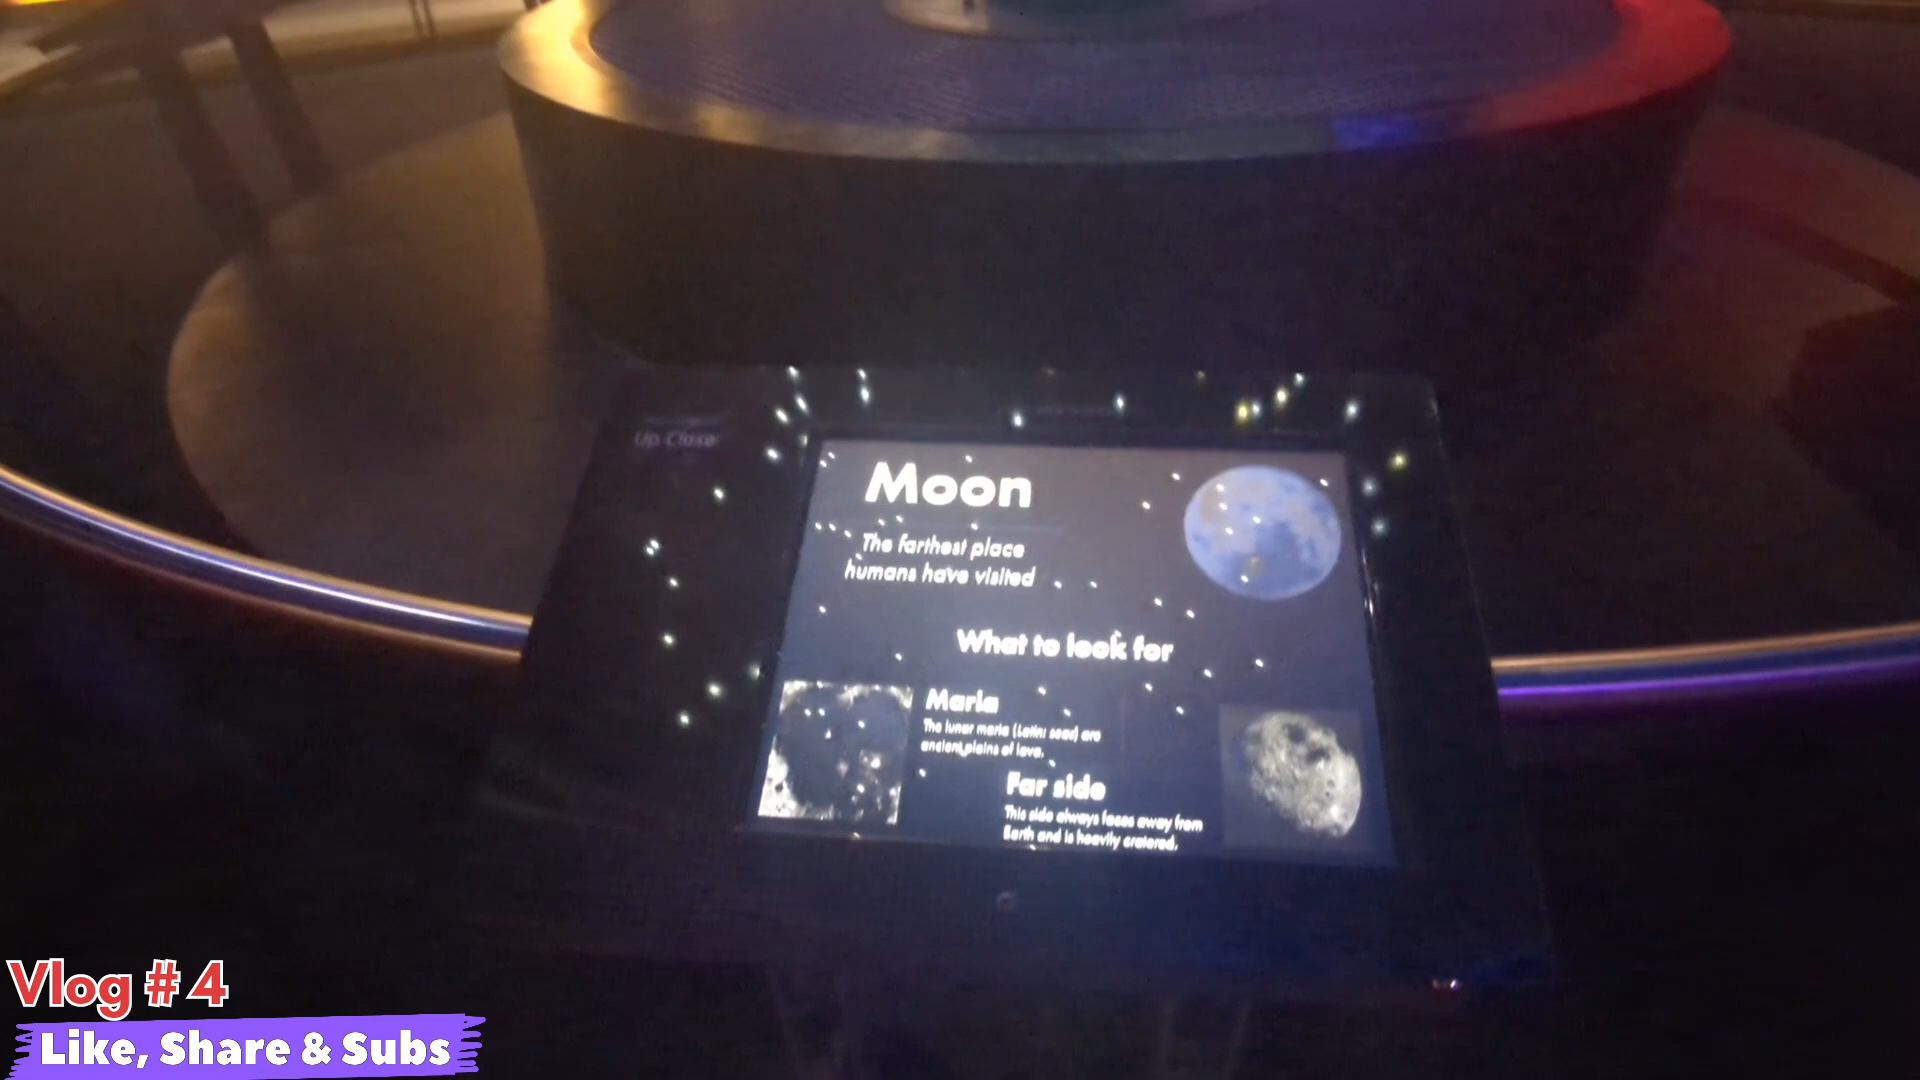 Up Close
Moon
The farthest place
humans have visited
What to look for
Maria
The lunar maria (Latin: seas) are
ancient plains of lava.
Far side
This side always faces away from
Earth and is heavily cratered.
Vlog # 4
Like, Share & Subs